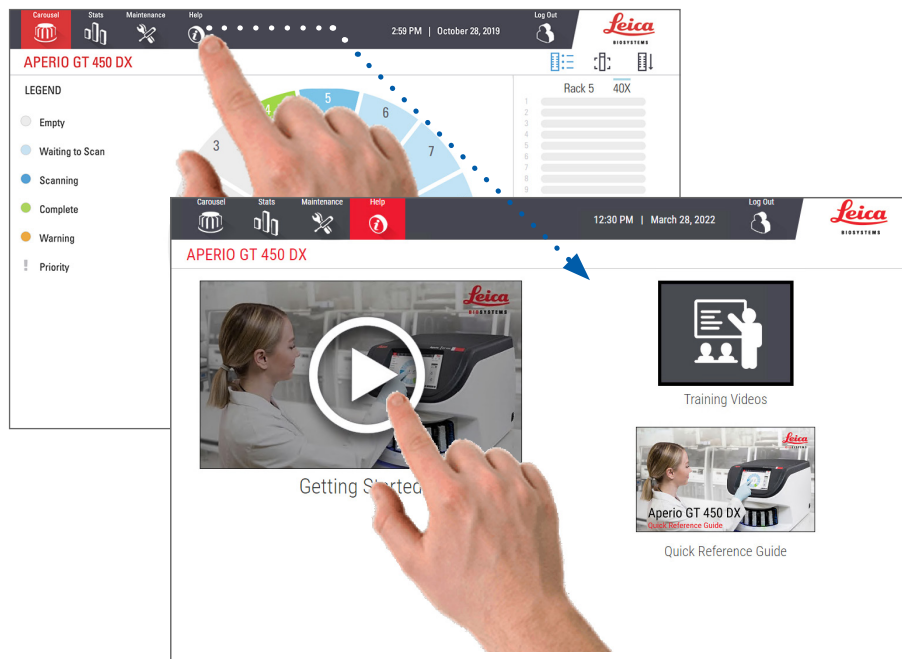 Carousel Stats Maintenance Help
2:59 PM | October 28, 2019
Log Out
Leica
BIOSYSTEMS
APERIO GT 450 DX
LEGEND
Empty
Waiting to Scan
Scanning
Complete
Warning
! Priority
3
4
5
6
7
Rack 5 40X
1
2
3
4
5
6
7
8
9
Carousel Stats Maintenance Help
12:30 PM | March 28, 2022
Log Out
Leica
BIOSYSTEMS
APERIO GT 450 DX
Leica
BIOSYSTEMS
Getting Started
Training Videos
Leica
BIOSYSTEMS
Aperio GT 450 DX
Quick Reference Guide
Quick Reference Guide